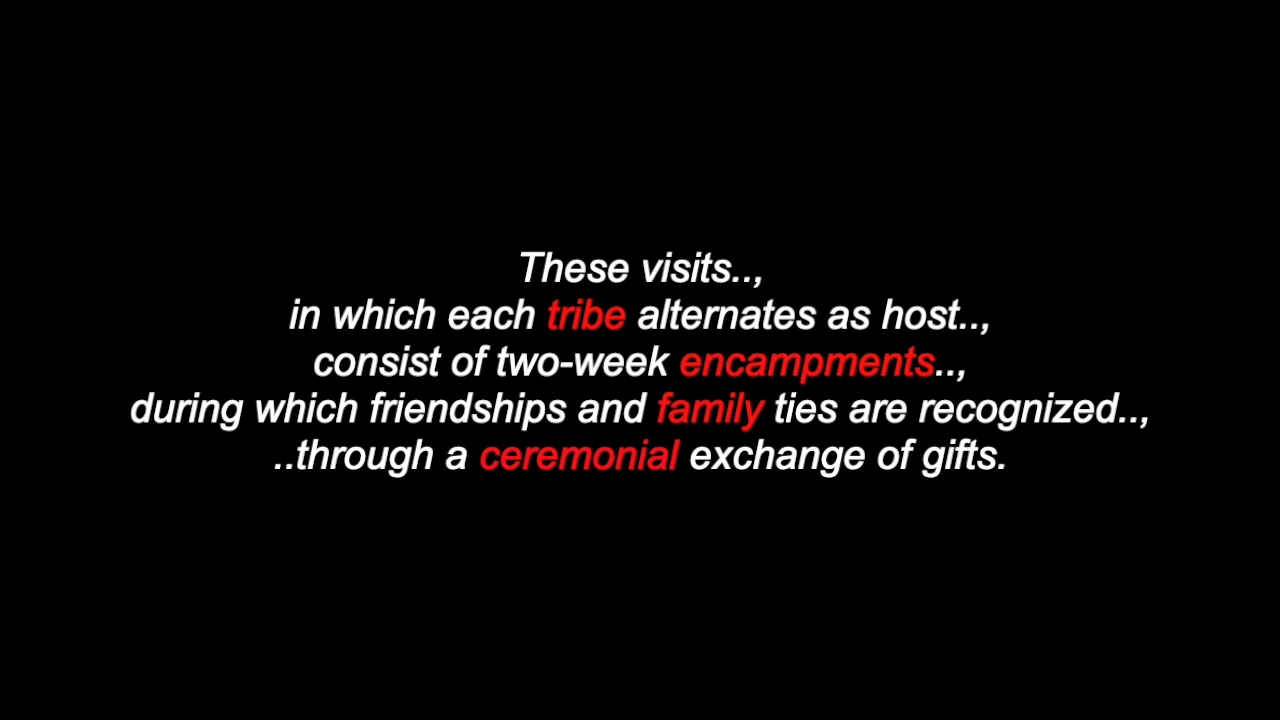 These visits..,
in which each tribe alternates as host..,
consist of two-week encampments..,
during which friendships and family ties are recognized..,
..through a ceremonial exchange of gifts.